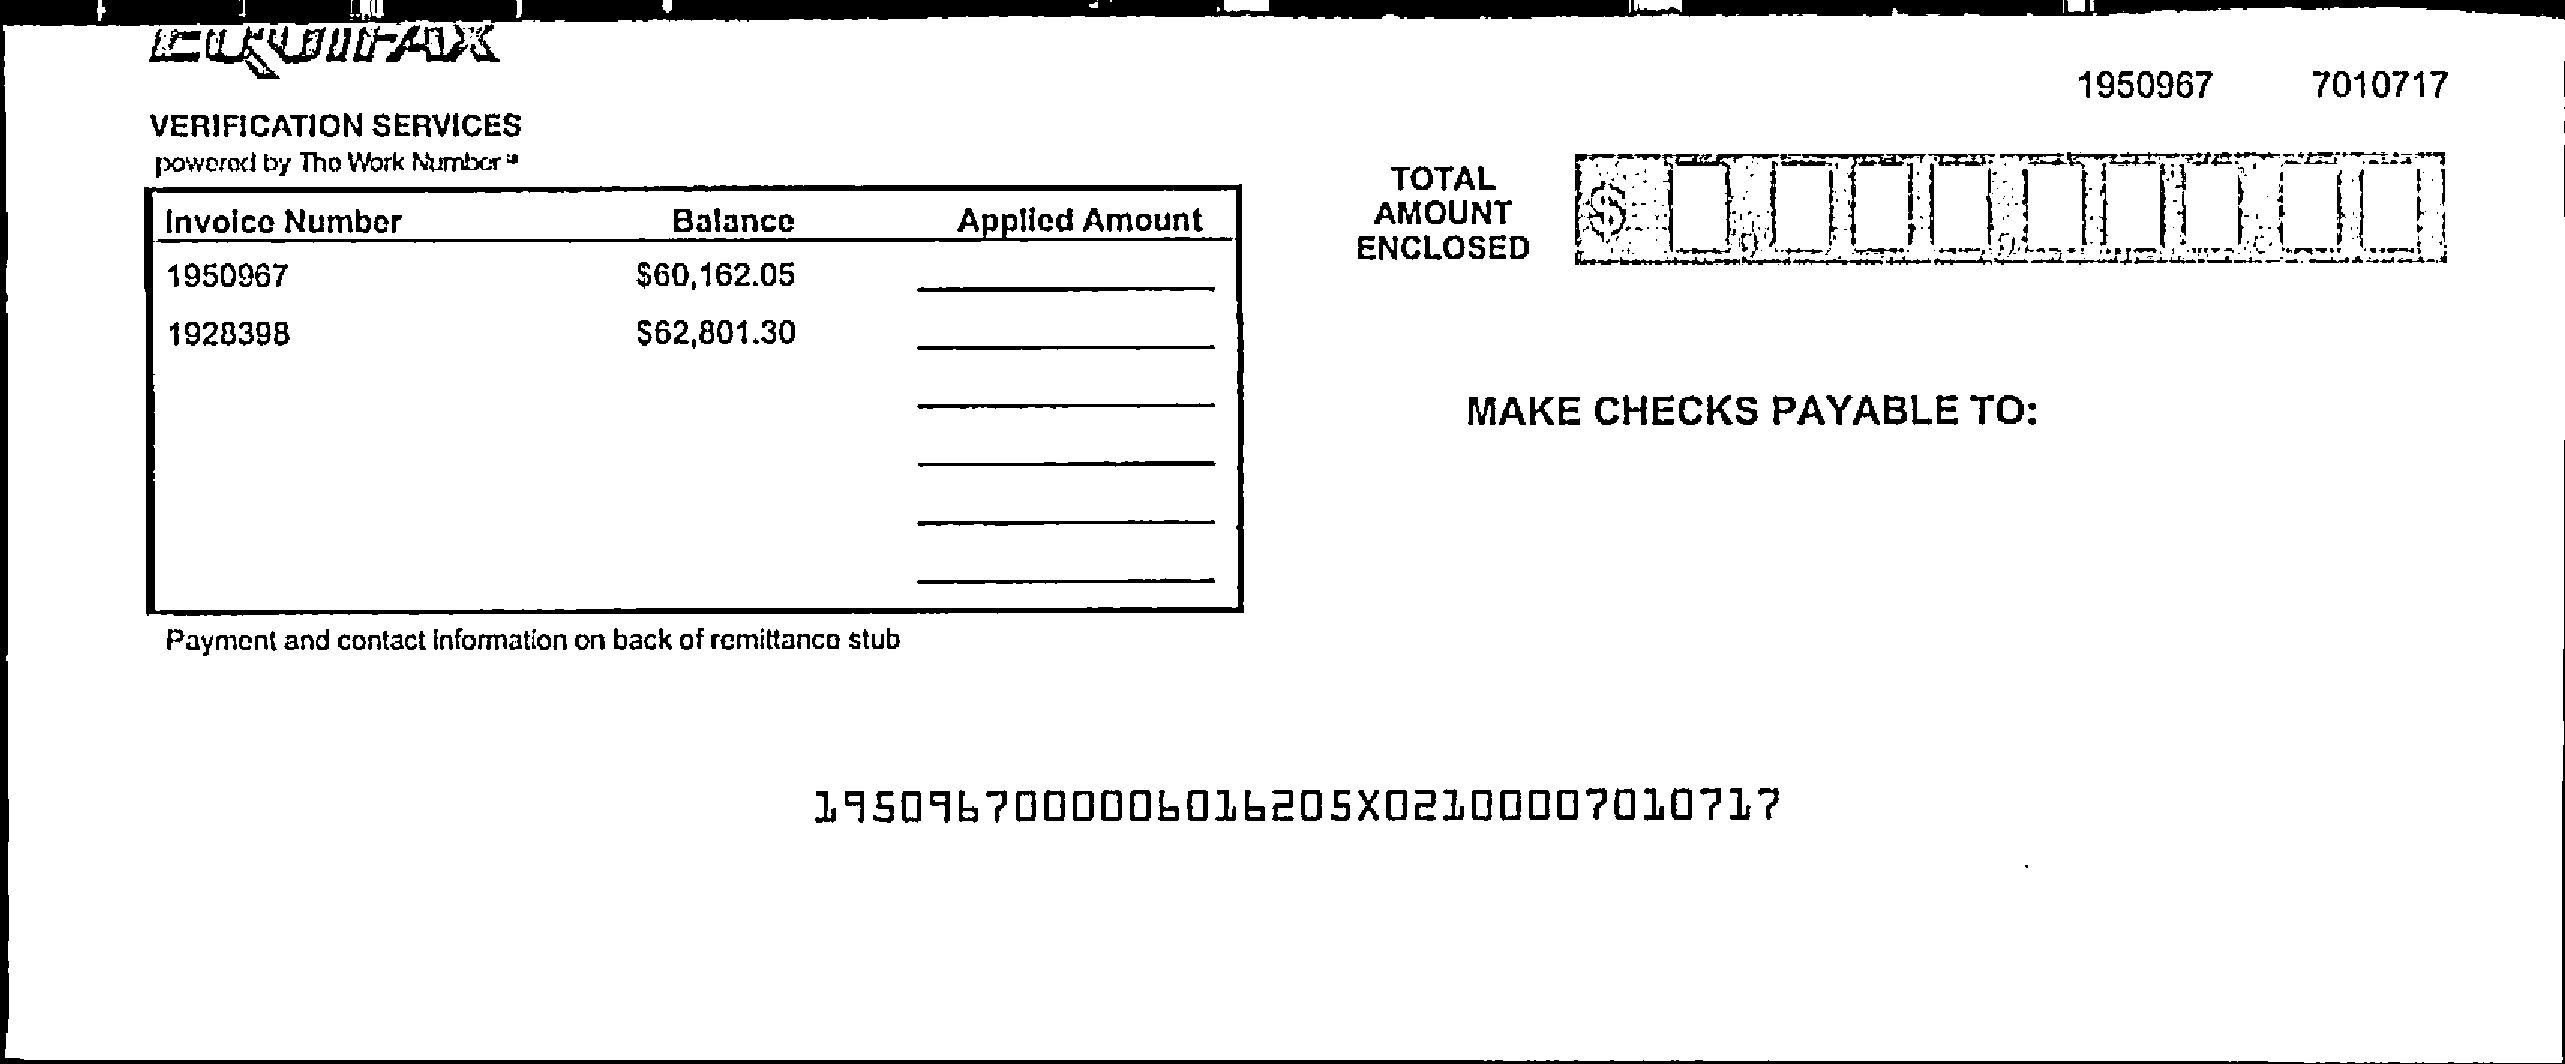 EQUIFAX
1950967 7010717
VERIFICATION SERVICES
powered by The Work Number℠
Invoice Number Balance Applied Amount
1950967 $60,162.05
1928398 $62,801.30
TOTAL
AMOUNT
ENCLOSED
$
MAKE CHECKS PAYABLE TO:
Payment and contact information on back of remittance stub
19509670000006016205X02100007010717